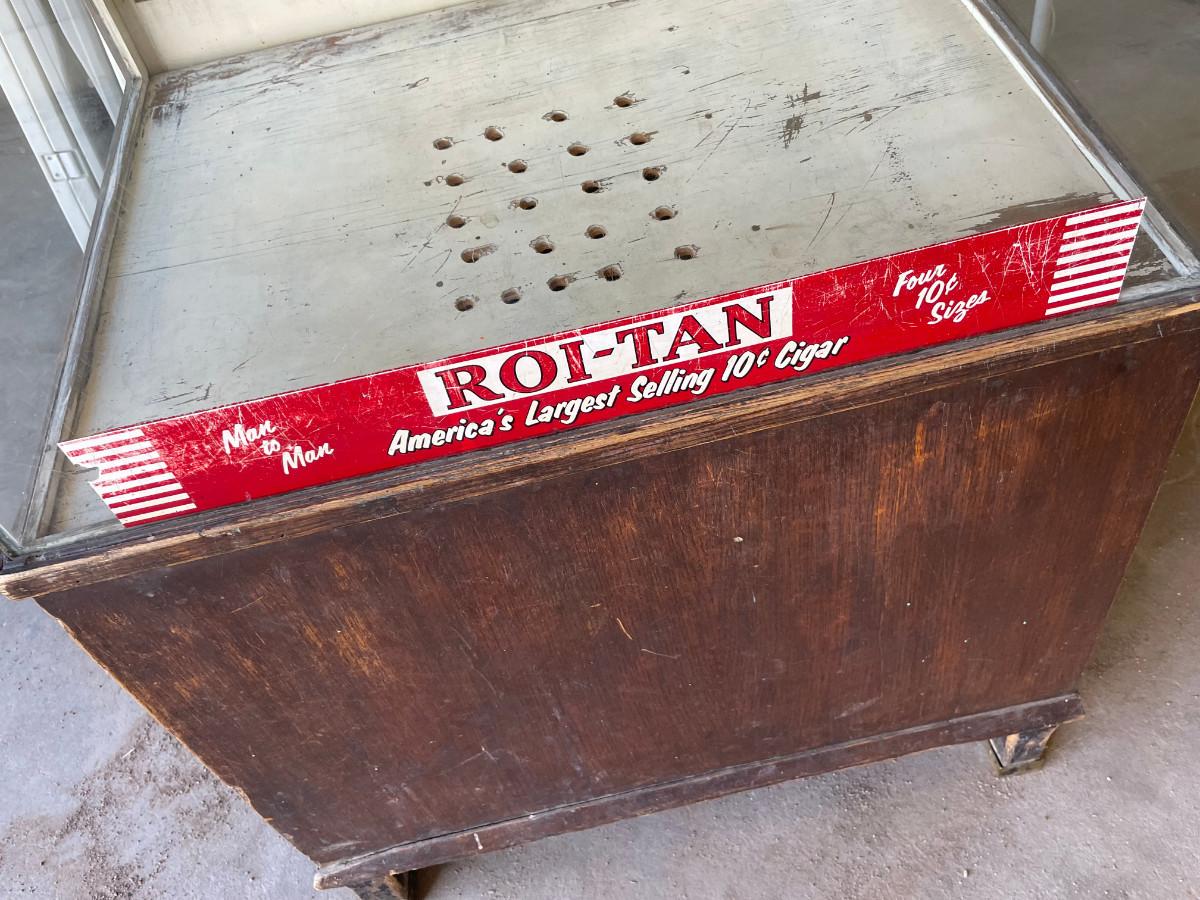 Man
to
Man
ROI-TAN
America's Largest Selling 10¢ Cigar
Four
10¢
Sizes